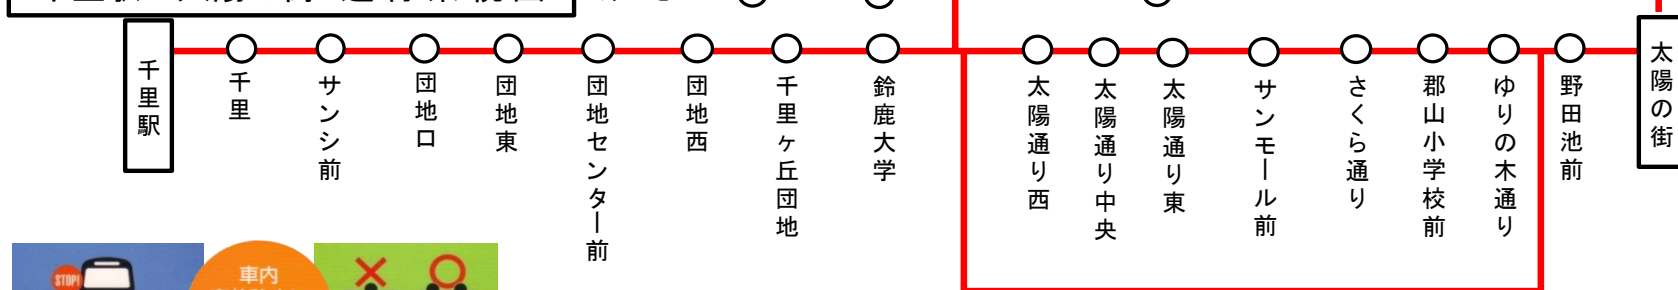 千里駅
千里
サンシ前
団地口
団地東
団地センター前
団地西
千里ヶ丘団地
鈴鹿大学
太陽通り西
太陽通り中央
太陽通り東
サンモール前
さくら通り
郡山小学校前
ゆりの木通り
野田池前
太陽の街
STOP!
車内